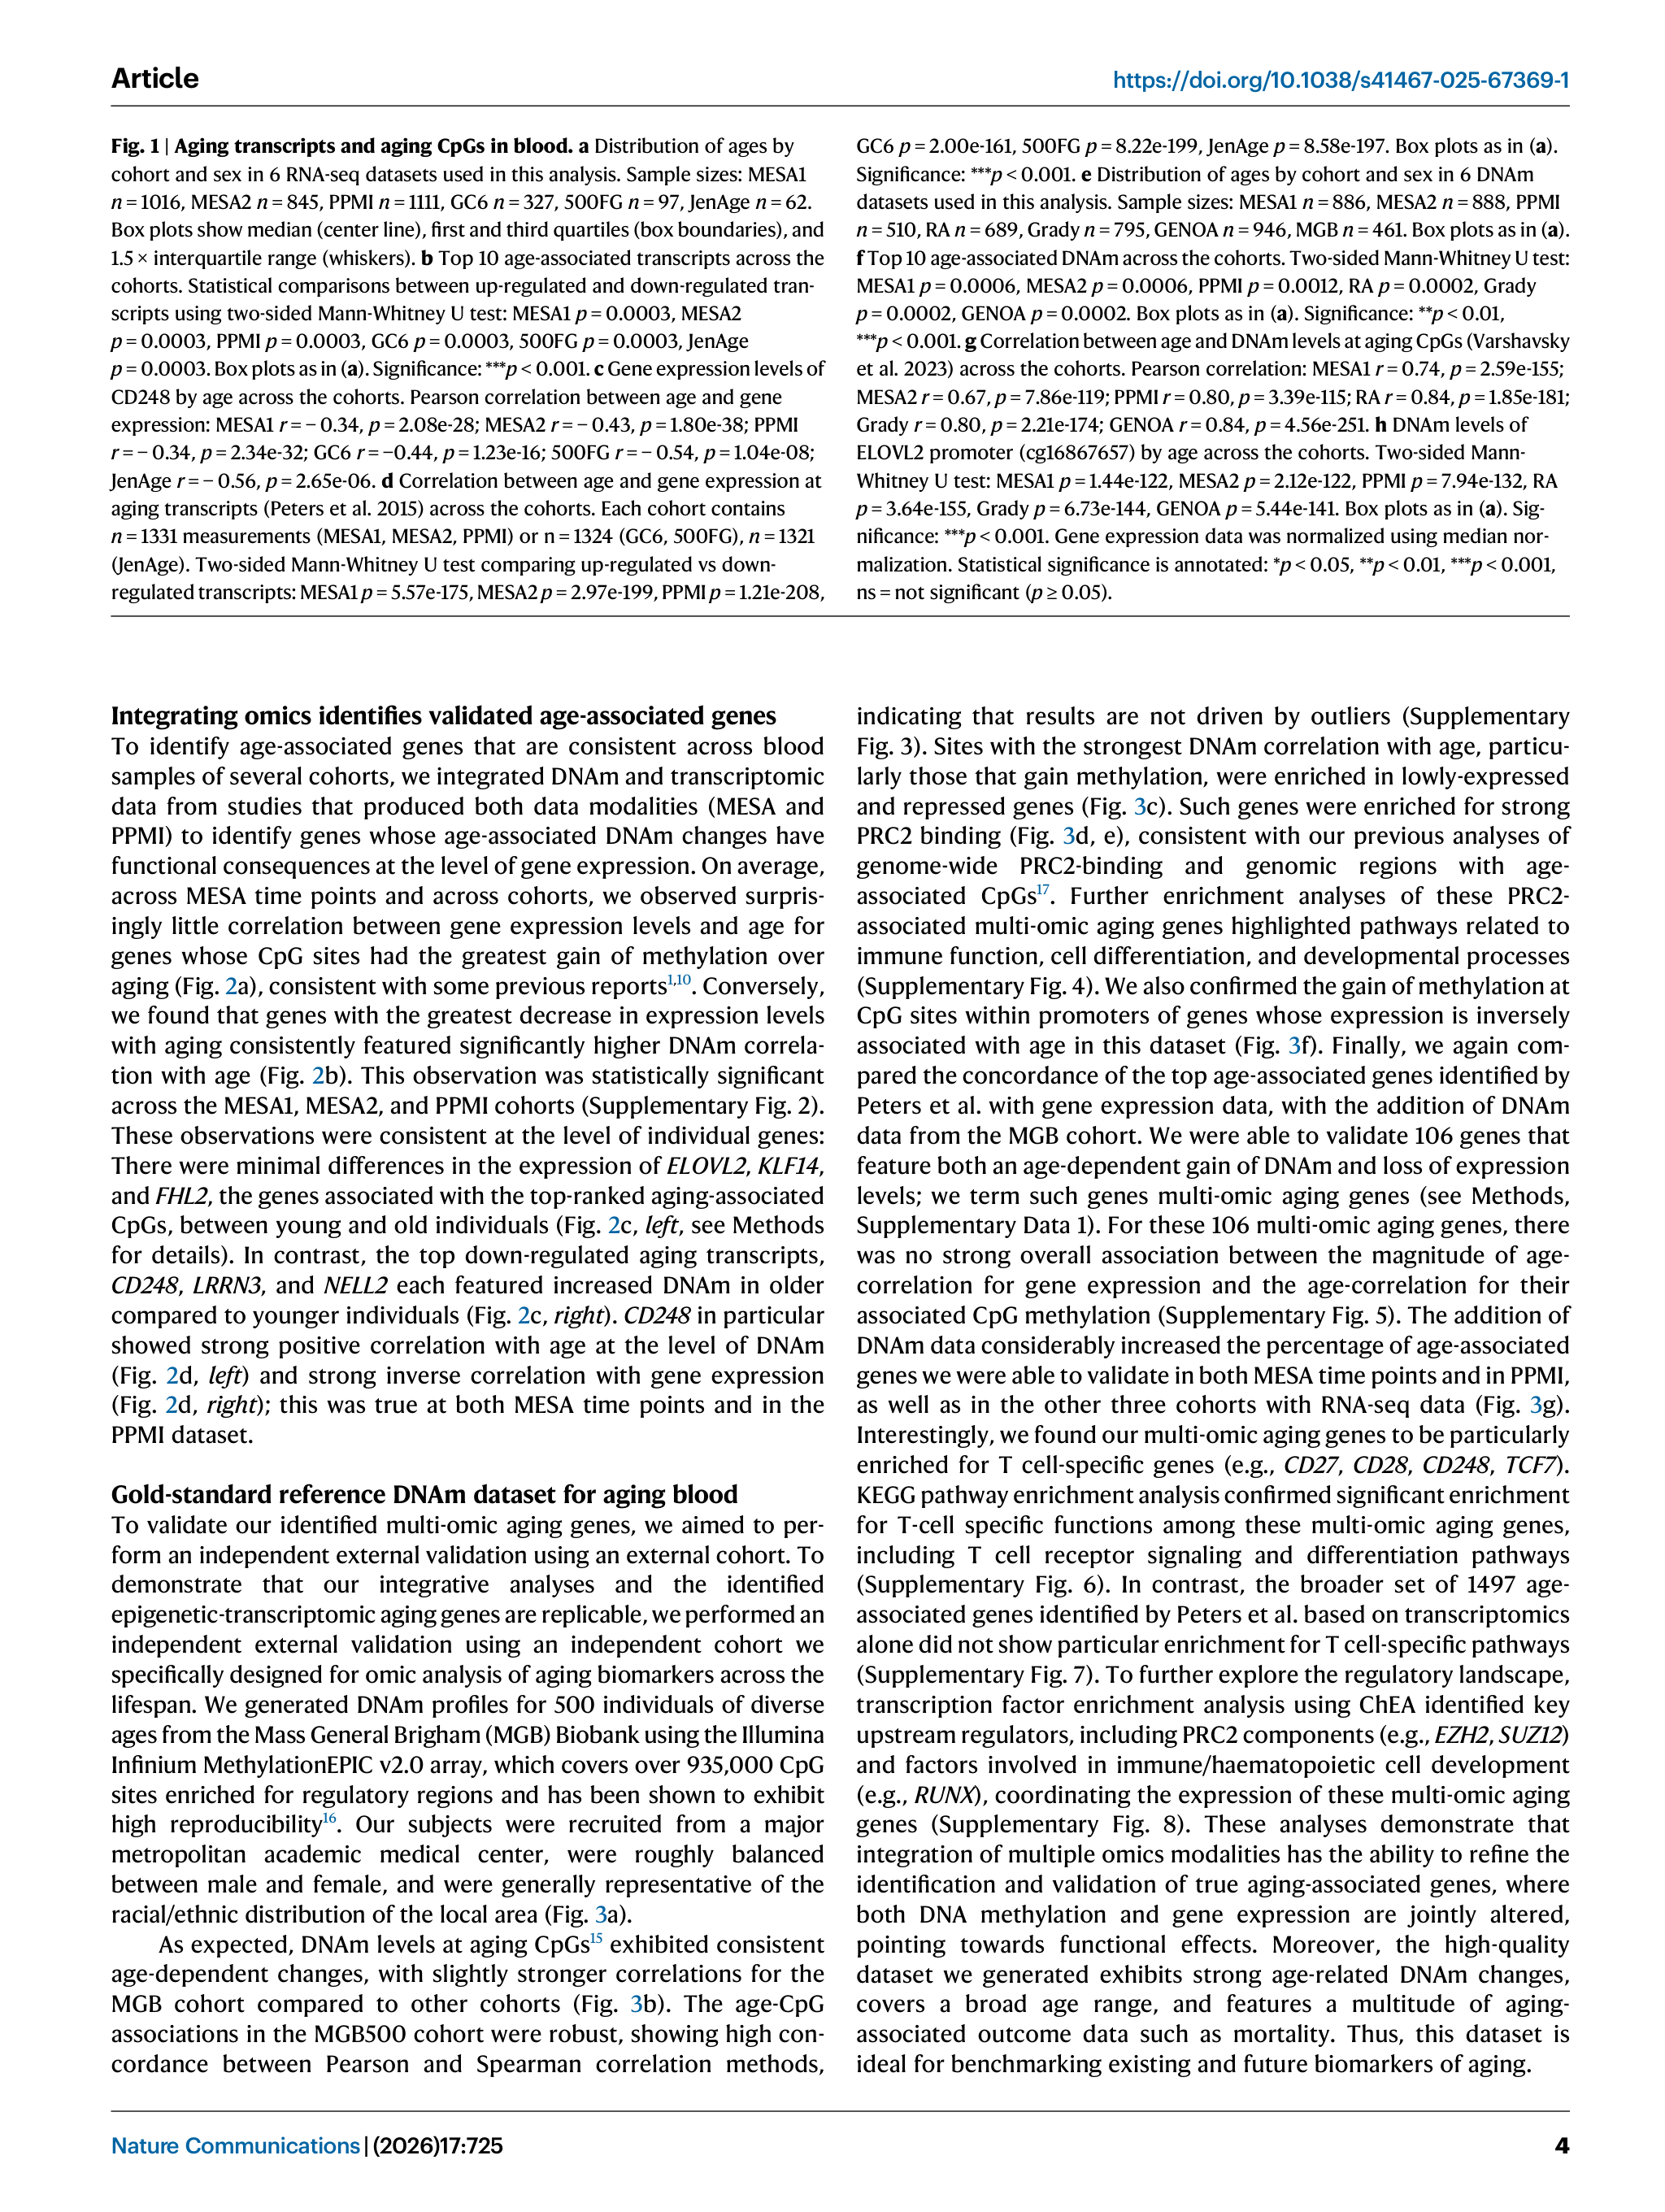 Article
https://doi.org/10.1038/s41467-025-67369-1
Fig. 1 | Aging transcripts and aging CpGs in blood. a Distribution of ages by
cohort and sex in 6 RNA-seq datasets used in this analysis. Sample sizes: MESA1
n = 1016, MESA2 n = 845, PPMI n = 1111, GC6 n = 327, 500FG n = 97, JenAge n = 62.
Box plots show median (center line), first and third quartiles (box boundaries), and
1.5 × interquartile range (whiskers). b Top 10 age-associated transcripts across the
cohorts. Statistical comparisons between up-regulated and down-regulated tran-
scripts using two-sided Mann-Whitney U test: MESA1 p = 0.0003, MESA2
p = 0.0003, PPMI p = 0.0003, GC6 p = 0.0003, 500FG p = 0.0003, JenAge
p = 0.0003. Box plots as in (a). Significance: ***p < 0.001. c Gene expression levels of
CD248 by age across the cohorts. Pearson correlation between age and gene
expression: MESA1 r = − 0.34, p = 2.08e-28; MESA2 r = − 0.43, p = 1.80e-38; PPMI
r = − 0.34, p = 2.34e-32; GC6 r = −0.44, p = 1.23e-16; 500FG r = − 0.54, p = 1.04e-08;
JenAge r = − 0.56, p = 2.65e-06. d Correlation between age and gene expression at
aging transcripts (Peters et al. 2015) across the cohorts. Each cohort contains
n = 1331 measurements (MESA1, MESA2, PPMI) or n = 1324 (GC6, 500FG), n = 1321
(JenAge). Two-sided Mann-Whitney U test comparing up-regulated vs down-
regulated transcripts: MESA1 p = 5.57e-175, MESA2 p = 2.97e-199, PPMI p = 1.21e-208,
GC6 p = 2.00e-161, 500FG p = 8.22e-199, JenAge p = 8.58e-197. Box plots as in (a).
Significance: ***p < 0.001. e Distribution of ages by cohort and sex in 6 DNAm
datasets used in this analysis. Sample sizes: MESA1 n = 886, MESA2 n = 888, PPMI
n = 510, RA n = 689, Grady n = 795, GENOA n = 946, MGB n = 461. Box plots as in (a).
f Top 10 age-associated DNAm across the cohorts. Two-sided Mann-Whitney U test:
MESA1 p = 0.0006, MESA2 p = 0.0006, PPMI p = 0.0012, RA p = 0.0002, Grady
p = 0.0002, GENOA p = 0.0002. Box plots as in (a). Significance: **p < 0.01,
***p < 0.001. g Correlation between age and DNAm levels at aging CpGs (Varshavsky
et al. 2023) across the cohorts. Pearson correlation: MESA1 r = 0.74, p = 2.59e-155;
MESA2 r = 0.67, p = 7.86e-119; PPMI r = 0.80, p = 3.39e-115; RA r = 0.84, p = 1.85e-181;
Grady r = 0.80, p = 2.21e-174; GENOA r = 0.84, p = 4.56e-251. h DNAm levels of
ELOVL2 promoter (cg16867657) by age across the cohorts. Two-sided Mann-
Whitney U test: MESA1 p = 1.44e-122, MESA2 p = 2.12e-122, PPMI p = 7.94e-132, RA
p = 3.64e-155, Grady p = 6.73e-144, GENOA p = 5.44e-141. Box plots as in (a). Sig-
nificance: ***p < 0.001. Gene expression data was normalized using median nor-
malization. Statistical significance is annotated: *p < 0.05, **p < 0.01, ***p < 0.001,
ns = not significant (p ≥ 0.05).
Integrating omics identifies validated age-associated genes
To identify age-associated genes that are consistent across blood
samples of several cohorts, we integrated DNAm and transcriptomic
data from studies that produced both data modalities (MESA and
PPMI) to identify genes whose age-associated DNAm changes have
functional consequences at the level of gene expression. On average,
across MESA time points and across cohorts, we observed surpris-
ingly little correlation between gene expression levels and age for
genes whose CpG sites had the greatest gain of methylation over
aging (Fig. 2a), consistent with some previous reports1,10. Conversely,
we found that genes with the greatest decrease in expression levels
with aging consistently featured significantly higher DNAm correla-
tion with age (Fig. 2b). This observation was statistically significant
across the MESA1, MESA2, and PPMI cohorts (Supplementary Fig. 2).
These observations were consistent at the level of individual genes:
There were minimal differences in the expression of ELOVL2, KLF14,
and FHL2, the genes associated with the top-ranked aging-associated
CpGs, between young and old individuals (Fig. 2c, left, see Methods
for details). In contrast, the top down-regulated aging transcripts,
CD248, LRRN3, and NELL2 each featured increased DNAm in older
compared to younger individuals (Fig. 2c, right). CD248 in particular
showed strong positive correlation with age at the level of DNAm
(Fig. 2d, left) and strong inverse correlation with gene expression
(Fig. 2d, right); this was true at both MESA time points and in the
PPMI dataset.
Gold-standard reference DNAm dataset for aging blood
To validate our identified multi-omic aging genes, we aimed to per-
form an independent external validation using an external cohort. To
demonstrate that our integrative analyses and the identified
epigenetic-transcriptomic aging genes are replicable, we performed an
independent external validation using an independent cohort we
specifically designed for omic analysis of aging biomarkers across the
lifespan. We generated DNAm profiles for 500 individuals of diverse
ages from the Mass General Brigham (MGB) Biobank using the Illumina
Infinium MethylationEPIC v2.0 array, which covers over 935,000 CpG
sites enriched for regulatory regions and has been shown to exhibit
high reproducibility16. Our subjects were recruited from a major
metropolitan academic medical center, were roughly balanced
between male and female, and were generally representative of the
racial/ethnic distribution of the local area (Fig. 3a).
As expected, DNAm levels at aging CpGs15 exhibited consistent
age-dependent changes, with slightly stronger correlations for the
MGB cohort compared to other cohorts (Fig. 3b). The age-CpG
associations in the MGB500 cohort were robust, showing high con-
cordance between Pearson and Spearman correlation methods,
indicating that results are not driven by outliers (Supplementary
Fig. 3). Sites with the strongest DNAm correlation with age, particu-
larly those that gain methylation, were enriched in lowly-expressed
and repressed genes (Fig. 3c). Such genes were enriched for strong
PRC2 binding (Fig. 3d, e), consistent with our previous analyses of
genome-wide PRC2-binding and genomic regions with age-
associated CpGs17. Further enrichment analyses of these PRC2-
associated multi-omic aging genes highlighted pathways related to
immune function, cell differentiation, and developmental processes
(Supplementary Fig. 4). We also confirmed the gain of methylation at
CpG sites within promoters of genes whose expression is inversely
associated with age in this dataset (Fig. 3f). Finally, we again com-
pared the concordance of the top age-associated genes identified by
Peters et al. with gene expression data, with the addition of DNAm
data from the MGB cohort. We were able to validate 106 genes that
feature both an age-dependent gain of DNAm and loss of expression
levels; we term such genes multi-omic aging genes (see Methods,
Supplementary Data 1). For these 106 multi-omic aging genes, there
was no strong overall association between the magnitude of age-
correlation for gene expression and the age-correlation for their
associated CpG methylation (Supplementary Fig. 5). The addition of
DNAm data considerably increased the percentage of age-associated
genes we were able to validate in both MESA time points and in PPMI,
as well as in the other three cohorts with RNA-seq data (Fig. 3g).
Interestingly, we found our multi-omic aging genes to be particularly
enriched for T cell-specific genes (e.g., CD27, CD28, CD248, TCF7).
KEGG pathway enrichment analysis confirmed significant enrichment
for T-cell specific functions among these multi-omic aging genes,
including T cell receptor signaling and differentiation pathways
(Supplementary Fig. 6). In contrast, the broader set of 1497 age-
associated genes identified by Peters et al. based on transcriptomics
alone did not show particular enrichment for T cell-specific pathways
(Supplementary Fig. 7). To further explore the regulatory landscape,
transcription factor enrichment analysis using ChEA identified key
upstream regulators, including PRC2 components (e.g., EZH2, SUZ12)
and factors involved in immune/haematopoietic cell development
(e.g., RUNX), coordinating the expression of these multi-omic aging
genes (Supplementary Fig. 8). These analyses demonstrate that
integration of multiple omics modalities has the ability to refine the
identification and validation of true aging-associated genes, where
both DNA methylation and gene expression are jointly altered,
pointing towards functional effects. Moreover, the high-quality
dataset we generated exhibits strong age-related DNAm changes,
covers a broad age range, and features a multitude of aging-
associated outcome data such as mortality. Thus, this dataset is
ideal for benchmarking existing and future biomarkers of aging.
Nature Communications | (2026)17:725
4